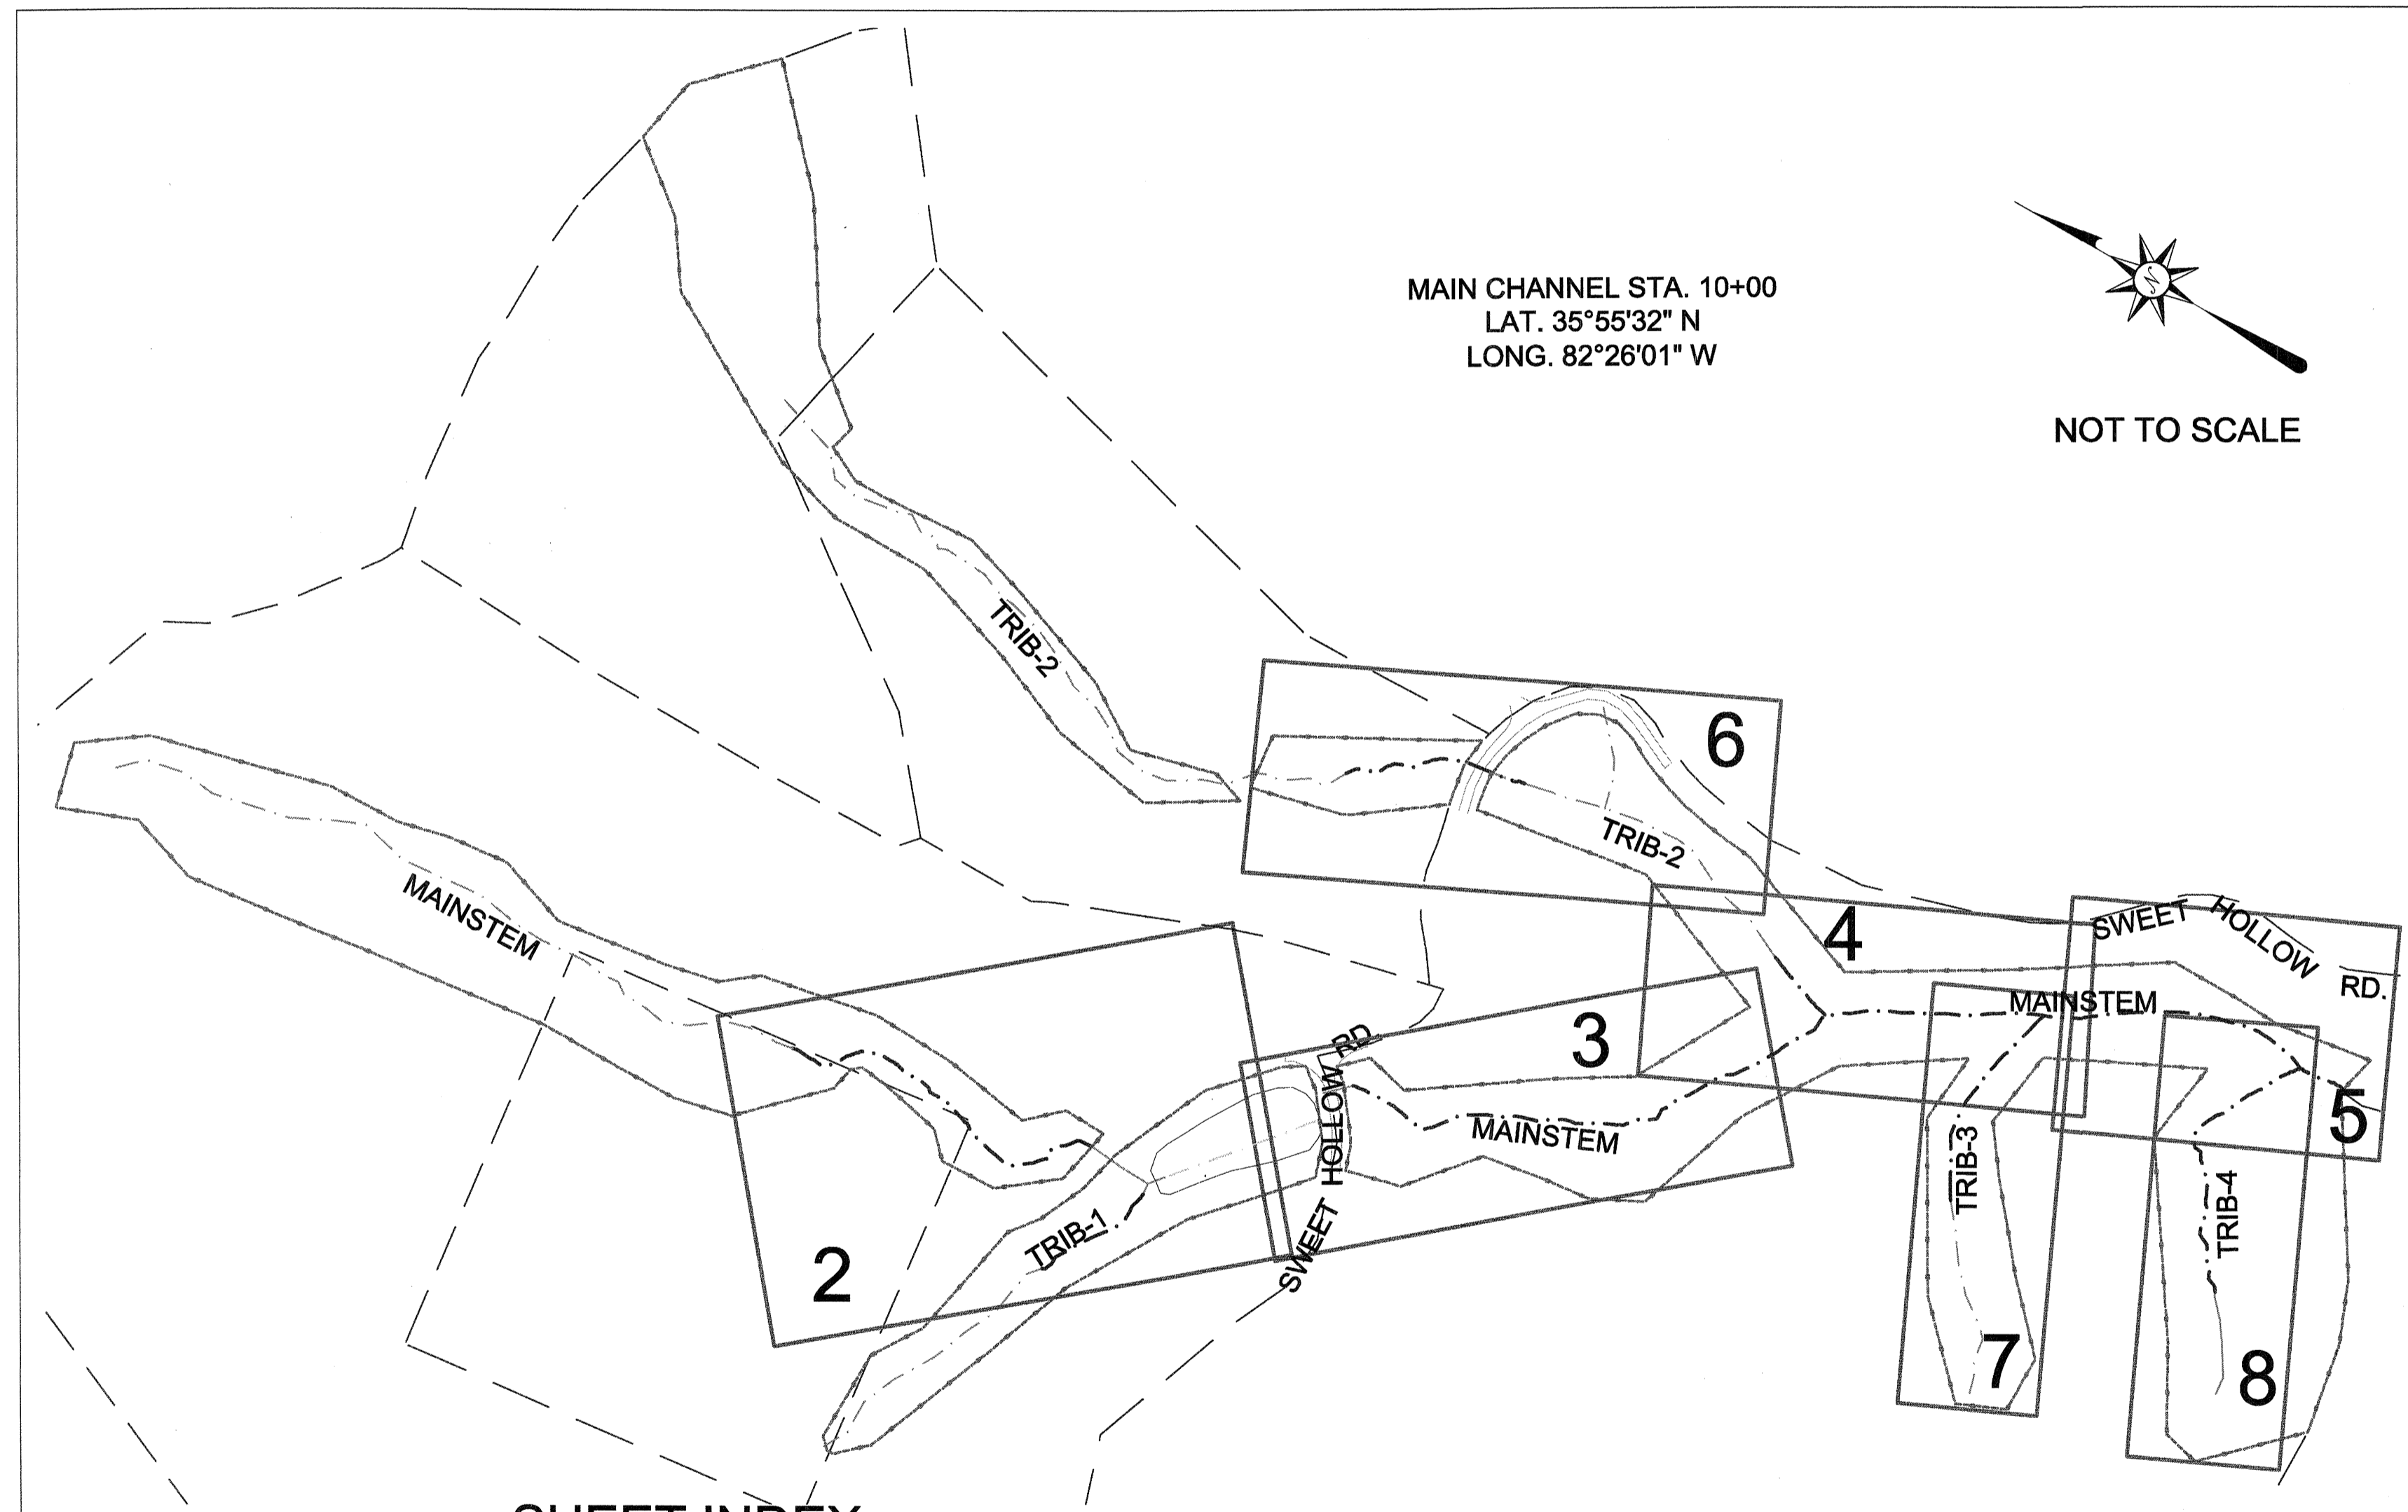 MAIN CHANNEL STA. 10+00
LAT. 35°55'32" N
LONG. 82°26'01" W
N
NOT TO SCALE
TRIB-2
6
TRIB-2
MAINSTEM
4
SWEET HOLLOW RD.
MAINSTEM
3
SWEET HOLLOW RD.
MAINSTEM
5
TRIB-3
TRIB-4
TRIB-1
2
7
8
SHEET INDEX